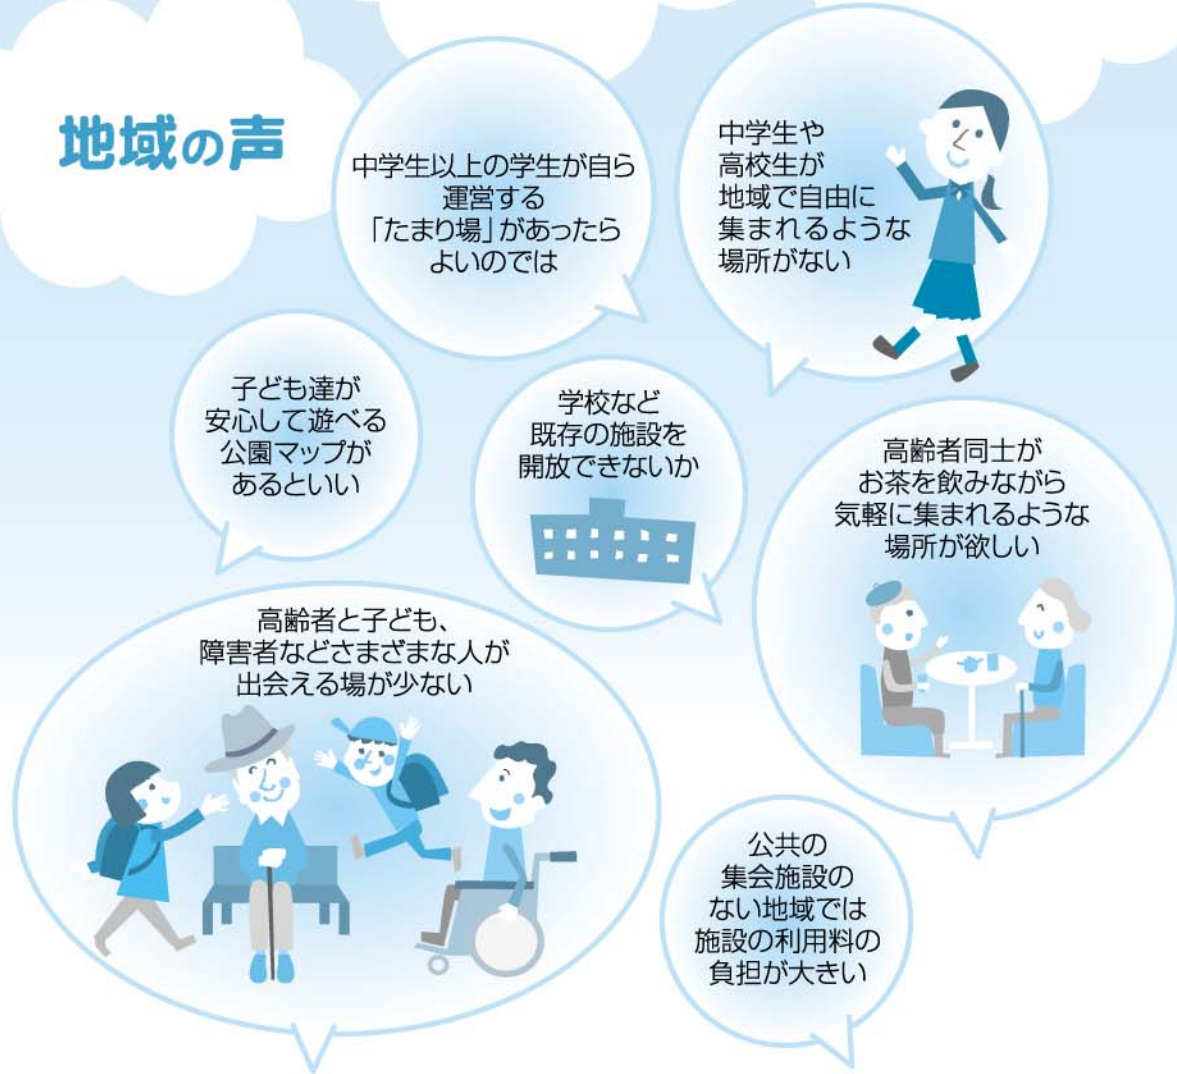 地域の声
中学生以上の学生が自ら
運営する
「たまり場」があったら
よいのでは
中学生や
高校生が
地域で自由に
集まれるような
場所がない
子ども達が
安心して遊べる
公園マップが
あるといい
学校など
既存の施設を
開放できないか
高齢者同士が
お茶を飲みながら
気軽に集まれるような
場所が欲しい
高齢者と子ども、
障害者などさまざまな人が
出会える場が少ない
公共の
集会施設の
ない地域では
施設の利用料の
負担が大きい